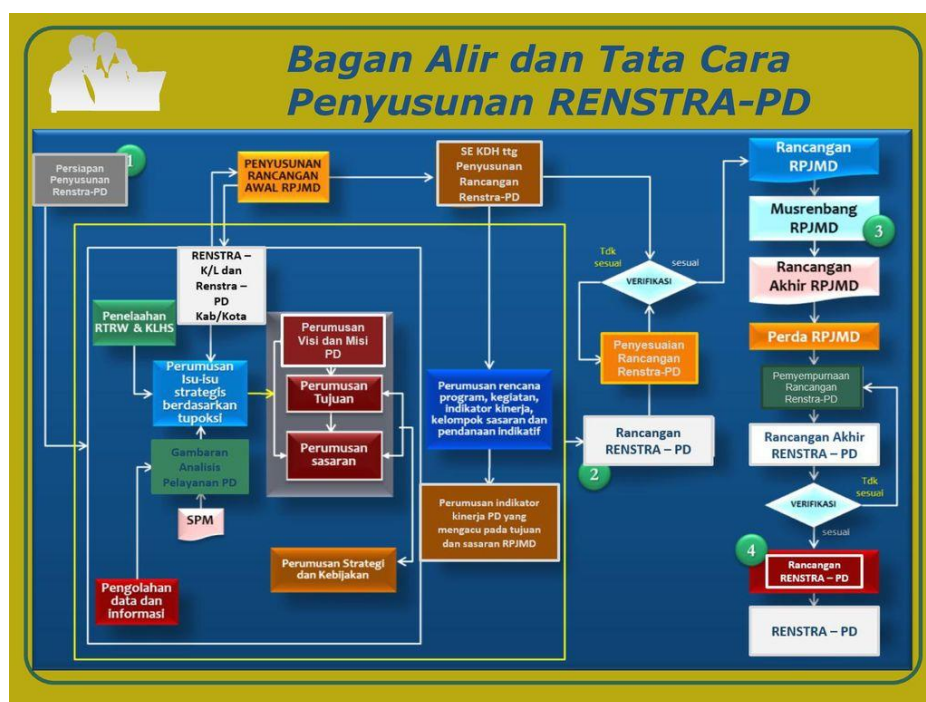 Bagan Alir dan Tata Cara
Penyusunan RENSTRA-PD
1
Persiapan
Penyusunan
Renstra-PD
PENYUSUNAN
RANCANGAN
AWAL RPJMD
SE KDH ttg
Penyusunan
Rancangan
Renstra-PD
Rancangan
RPJMD
Musrenbang
RPJMD
3
Rancangan
Akhir RPJMD
Perda RPJMD
Pemyempurnaan
Rancangan
Renstra-PD
Rancangan Akhir
RENSTRA – PD
VERIFIKASI
Tdk
sesuai
sesuai
4
Rancangan
RENSTRA – PD
RENSTRA – PD
RENSTRA –
K/L dan
Renstra –
PD
Kab/Kota
Penelaahan
RTRW & KLHS
Perumusan
Isu-isu
strategis
berdasarkan
tupoksi
Gambaran
Analisis
Pelayanan PD
SPM
Pengolahan
data dan
informasi
Perumusan
Visi dan Misi
PD
Perumusan
Tujuan
Perumusan
sasaran
Perumusan Strategi
dan Kebijakan
Perumusan rencana
program, kegiatan,
indikator kinerja,
kelompok sasaran dan
pendanaan indikatif
Perumusan indikator
kinerja PD yang
mengacu pada tujuan
dan sasaran RPJMD
Tdk
sesuai
sesuai
VERIFIKASI
Penyesuaian
Rancangan
Renstra-PD
Rancangan
RENSTRA – PD
2